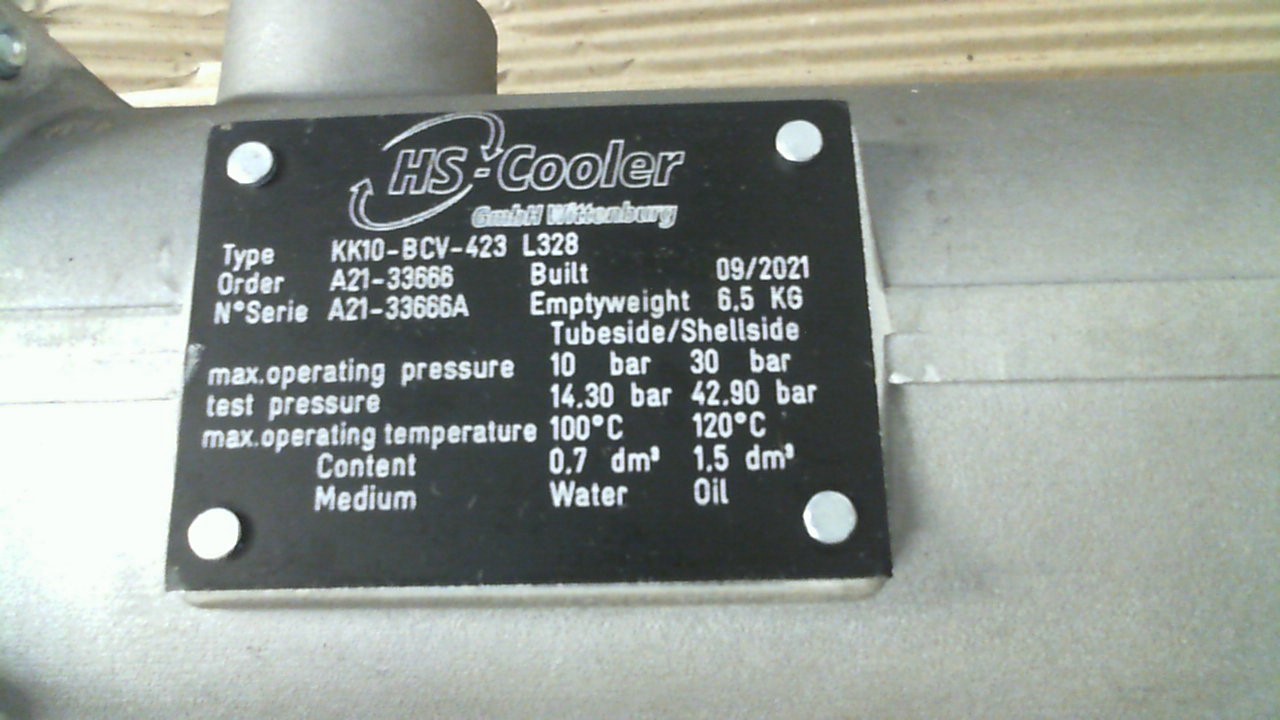 HS-Cooler
GmbH Wittenburg
Type KK10-BCV-423 L328
Order A21-33666 Built 09/2021
N°Serie A21-33666A Emptyweight 6.5 KG
Tubeside/Shellside
max.operating pressure 10 bar 30 bar
test pressure 14.30 bar 42.90 bar
max.operating temperature 100°C 120°C
Content 0.7 dm³ 1.5 dm³
Medium Water Oil